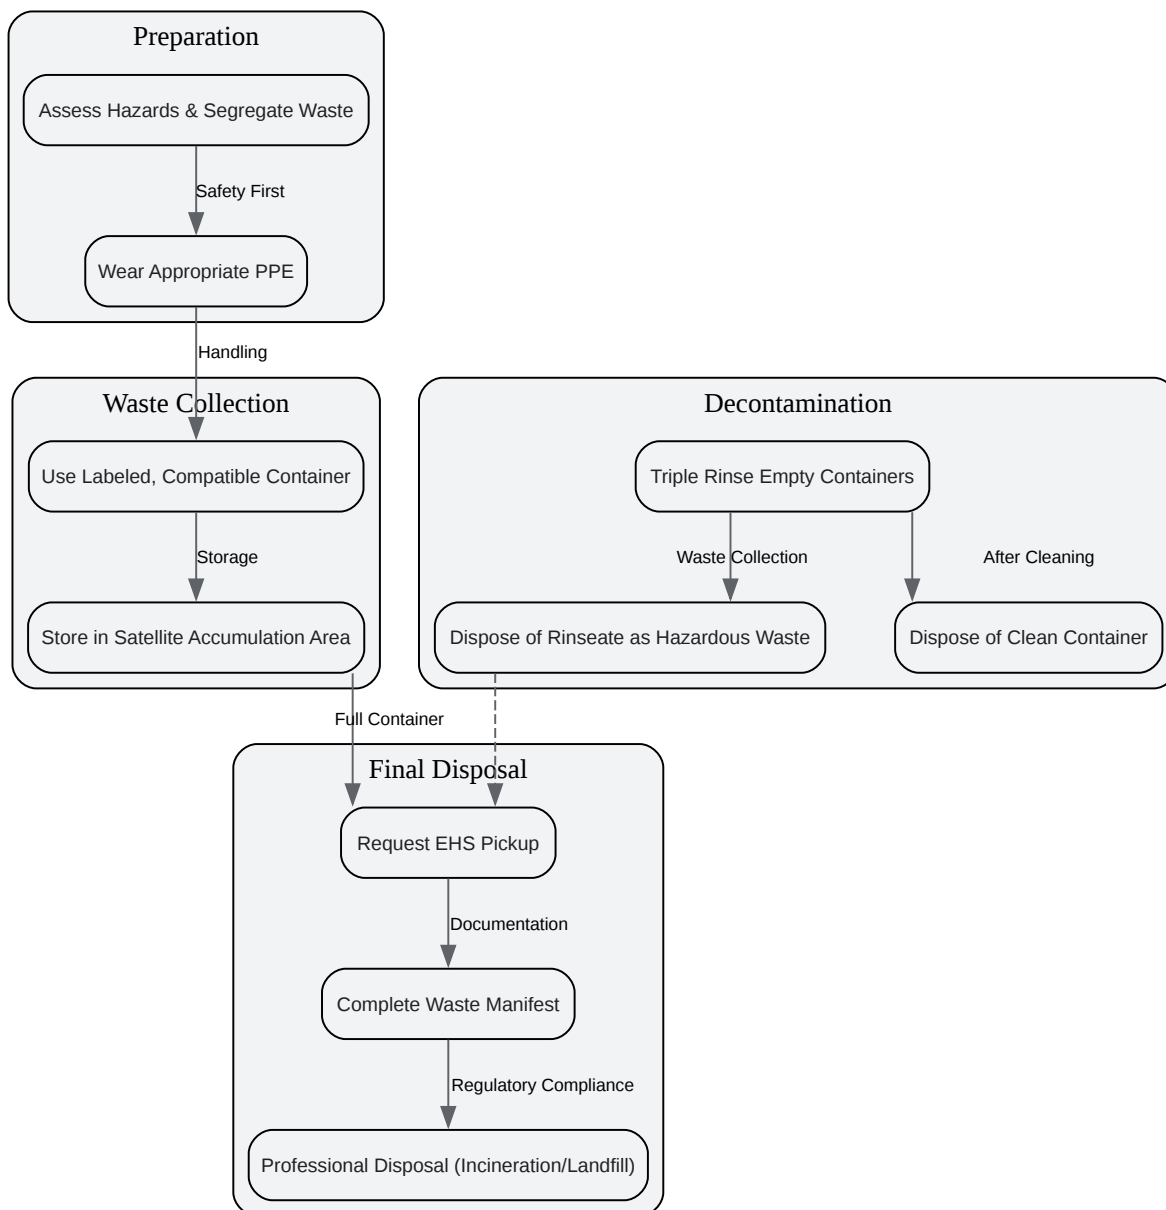 Preparation
Assess Hazards & Segregate Waste
Safety First
Wear Appropriate PPE
Handling
Waste Collection
Use Labeled, Compatible Container
Storage
Store in Satellite Accumulation Area
Decontamination
Triple Rinse Empty Containers
Waste Collection
After Cleaning
Dispose of Rinseate as Hazardous Waste
Dispose of Clean Container
Full Container
Final Disposal
Request EHS Pickup
Documentation
Complete Waste Manifest
Regulatory Compliance
Professional Disposal (Incineration/Landfill)